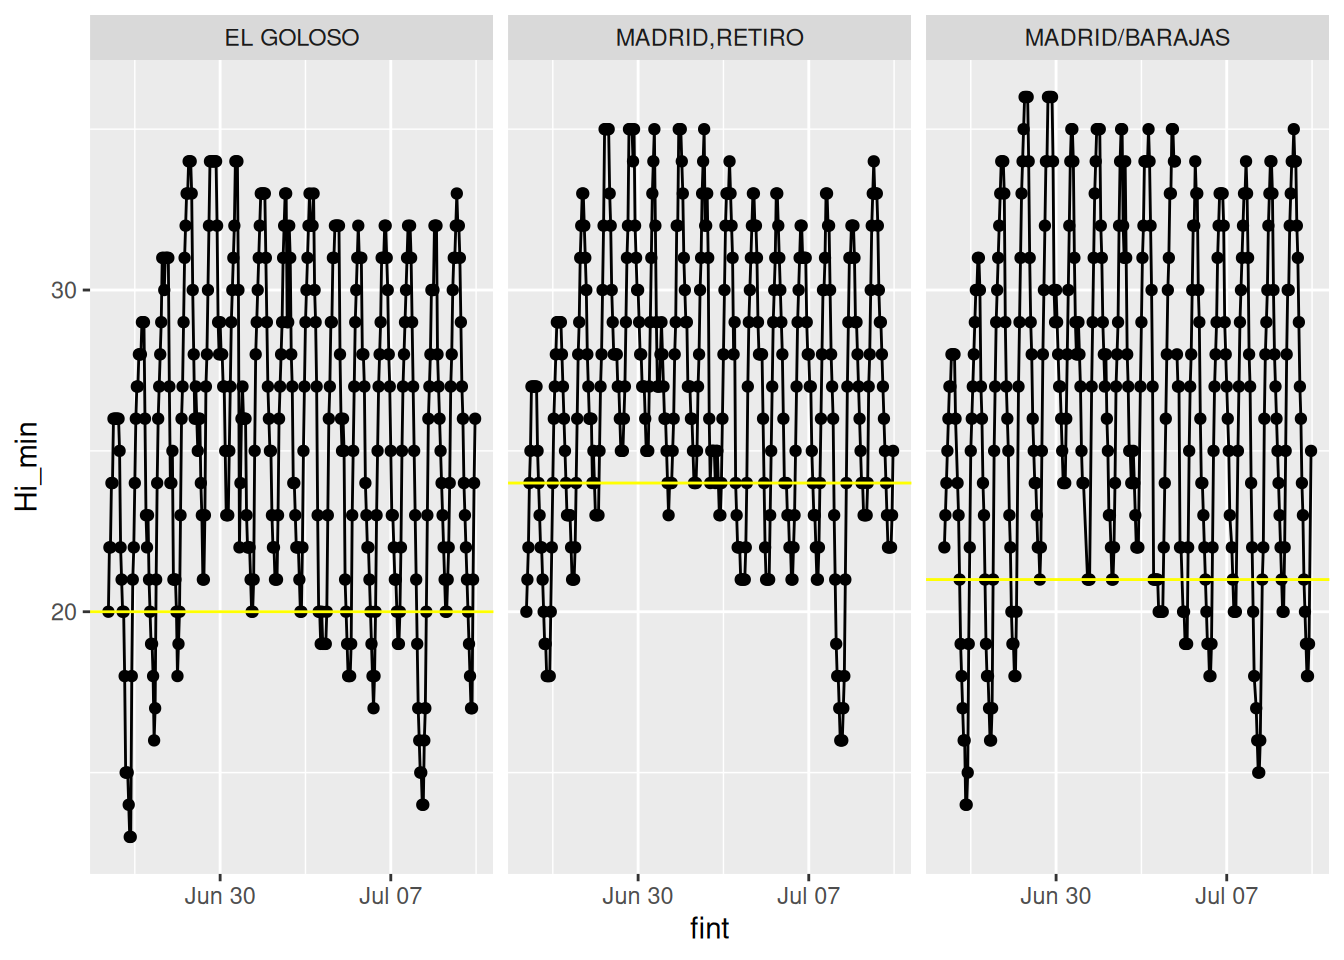 EL GOLOSO
MADRID,RETIRO
MADRID/BARAJAS
30
20
Hi_min
Jun 30
Jul 07
Jun 30
Jul 07
Jun 30
Jul 07
fint